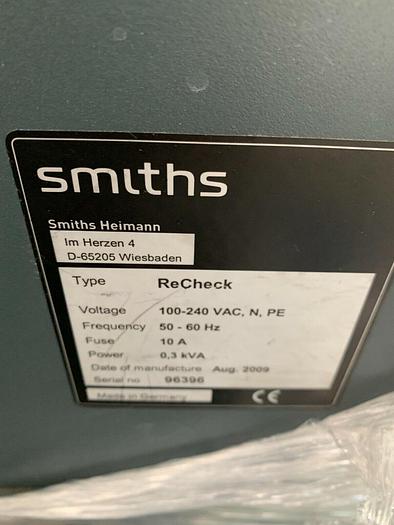 smiths
Smiths Heimann
Im Herzen 4
D-65205 Wiesbaden
Type ReCheck
Voltage 100-240 VAC, N, PE
Frequency 50 - 60 Hz
Fuse 10 A
Power 0,3 kVA
Date of manufacture Aug. 2009
Serial no 96396
Made in Germany CE